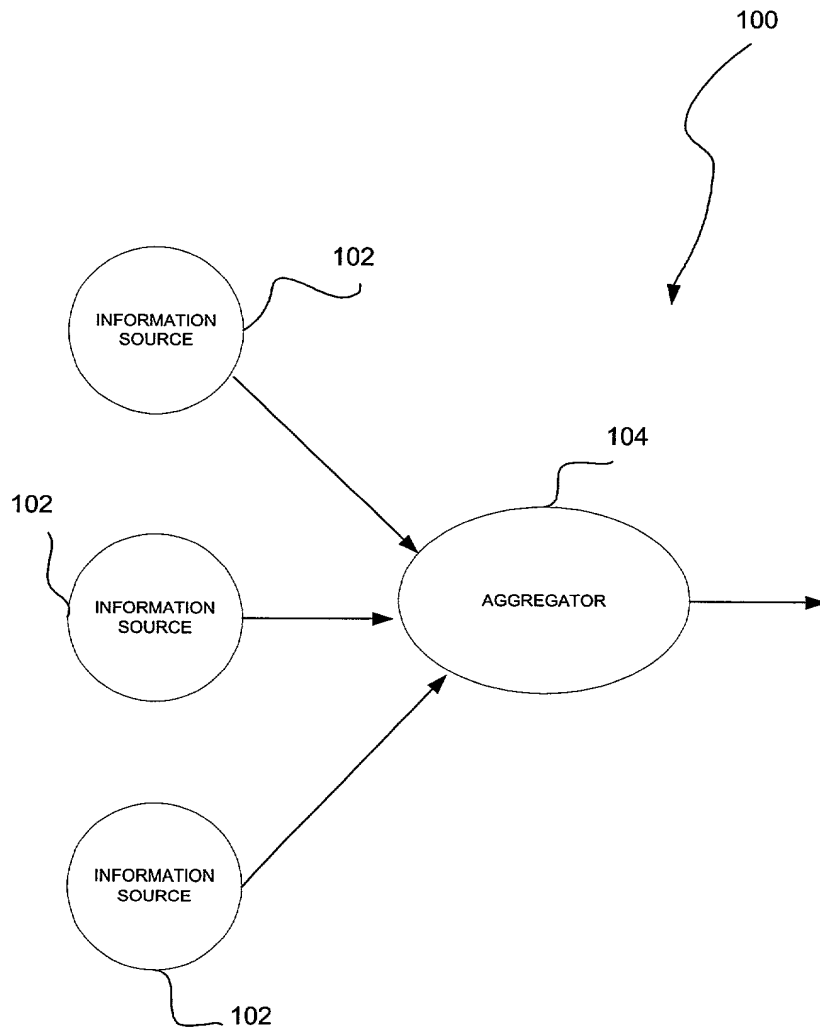 100
102
INFORMATION
SOURCE
104
102
INFORMATION
SOURCE
AGGREGATOR
INFORMATION
SOURCE
102